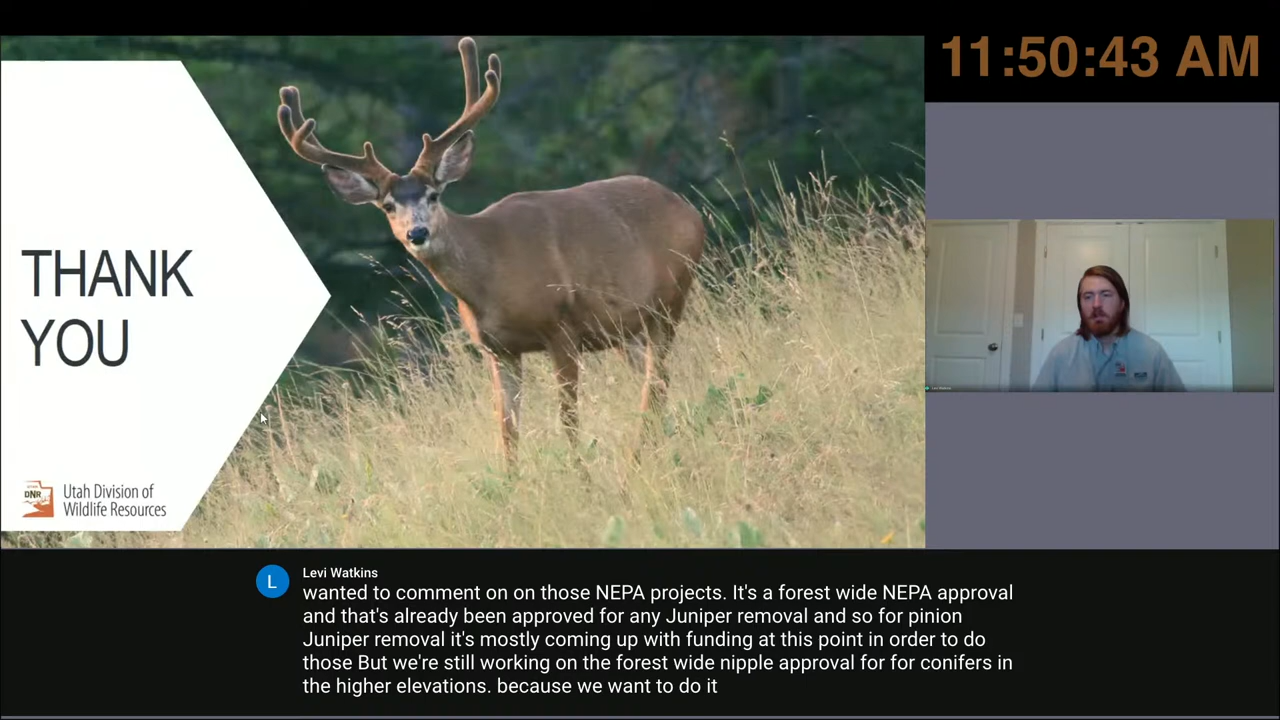 11:50:43 AM
THANK
YOU
DNR
Utah Division of
Wildlife Resources
L
Levi Watkins
wanted to comment on on those NEPA projects. It's a forest wide NEPA approval
and that's already been approved for any Juniper removal and so for pinion
Juniper removal it's mostly coming up with funding at this point in order to do
those But we're still working on the forest wide nipple approval for for conifers in
the higher elevations. because we want to do it